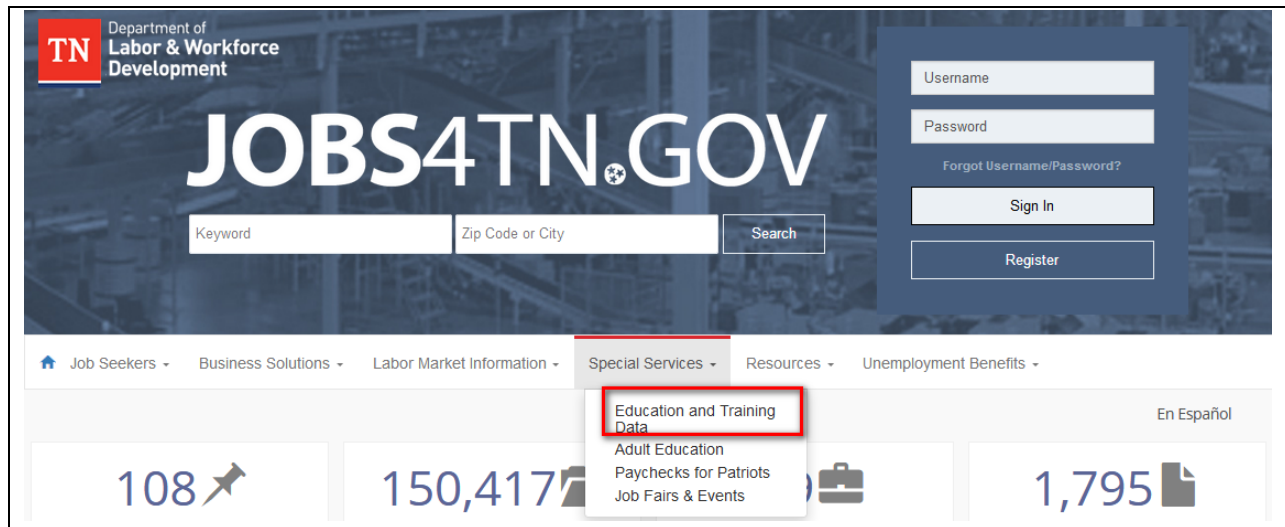 TN
Department of
Labor & Workforce
Development
JOBS4TN.GOV
Keyword
Zip Code or City
Search
Username
Password
Forgot Username/Password?
Sign In
Register
Job Seekers
Business Solutions
Labor Market Information
Special Services
Resources
Unemployment Benefits
Education and Training
Data
Adult Education
Paychecks for Patriots
Job Fairs & Events
En Español
108
150,417
1,795